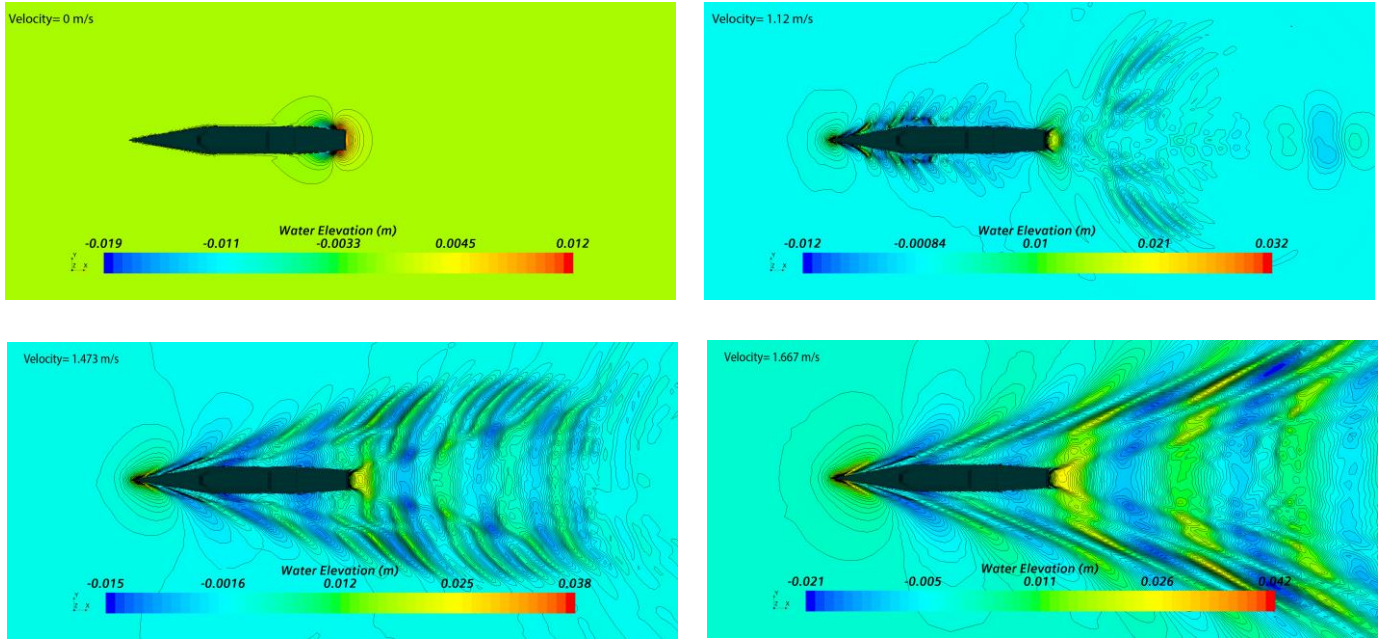 Velocity= 0 m/s
Water Elevation (m)
-0.019 -0.011 -0.0033 0.0045 0.012
Velocity= 1.12 m/s
Water Elevation (m)
-0.012 -0.00084 0.01 0.021 0.032
Velocity= 1.473 m/s
Water Elevation (m)
-0.015 -0.0016 0.012 0.025 0.038
Velocity= 1.667 m/s
Water Elevation (m)
-0.021 -0.005 0.011 0.026 0.042